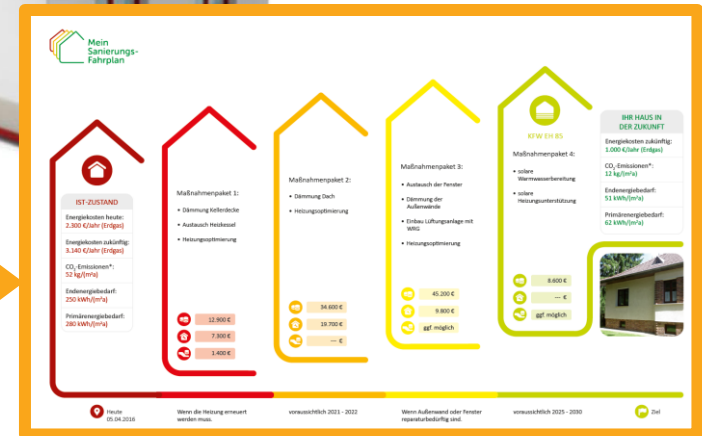 Mein
Sanierungs-
Fahrplan
IST-ZUSTAND
Energiekosten heute:
2.300 €/Jahr (Erdgas)
Energiekosten zukünftig:
3.140 €/Jahr (Erdgas)
CO₂-Emissionen*:
52 kg/(m²a)
Endenergiebedarf:
250 kWh/(m²a)
Primärenergiebedarf:
280 kWh/(m²a)
Maßnahmenpaket 1:
• Dämmung Kellerdecke
• Austausch Heizkessel
• Heizungsoptimierung
12.900 €
7.300 €
1.400 €
Maßnahmenpaket 2:
• Dämmung Dach
• Heizungsoptimierung
34.600 €
19.700 €
--- €
Maßnahmenpaket 3:
• Austausch der Fenster
• Dämmung der
Außenwände
• Einbau Lüftungsanlage mit
WRG
• Heizungsoptimierung
45.200 €
9.800 €
ggf. möglich
KFW EH 85
Maßnahmenpaket 4:
• solare
Warmwasserbereitung
• solare
Heizungsunterstützung
8.600 €
--- €
ggf. möglich
IHR HAUS IN
DER ZUKUNFT
Energiekosten zukünftig:
1.000 €/Jahr (Erdgas)
CO₂-Emissionen*:
12 kg/(m²a)
Endenergiebedarf:
51 kWh/(m²a)
Primärenergiebedarf:
62 kWh/(m²a)
Heute
05.04.2016
Wenn die Heizung erneuert
werden muss.
voraussichtlich 2021 - 2022
Wenn Außenwand oder Fenster
reparaturbedürftig sind.
voraussichtlich 2025 - 2030
Ziel